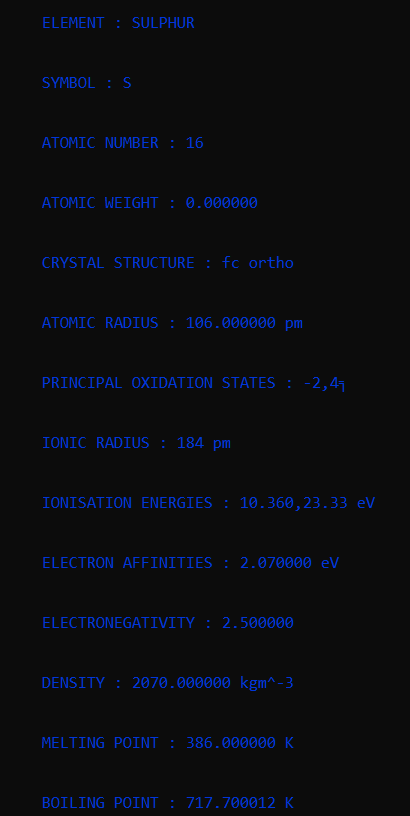 ELEMENT : SULPHUR
SYMBOL : S
ATOMIC NUMBER : 16
ATOMIC WEIGHT : 0.000000
CRYSTAL STRUCTURE : fc ortho
ATOMIC RADIUS : 106.000000 pm
PRINCIPAL OXIDATION STATES : -2,4╕
IONIC RADIUS : 184 pm
IONISATION ENERGIES : 10.360,23.33 eV
ELECTRON AFFINITIES : 2.070000 eV
ELECTRONEGATIVITY : 2.500000
DENSITY : 2070.000000 kgm^-3
MELTING POINT : 386.000000 K
BOILING POINT : 717.700012 K